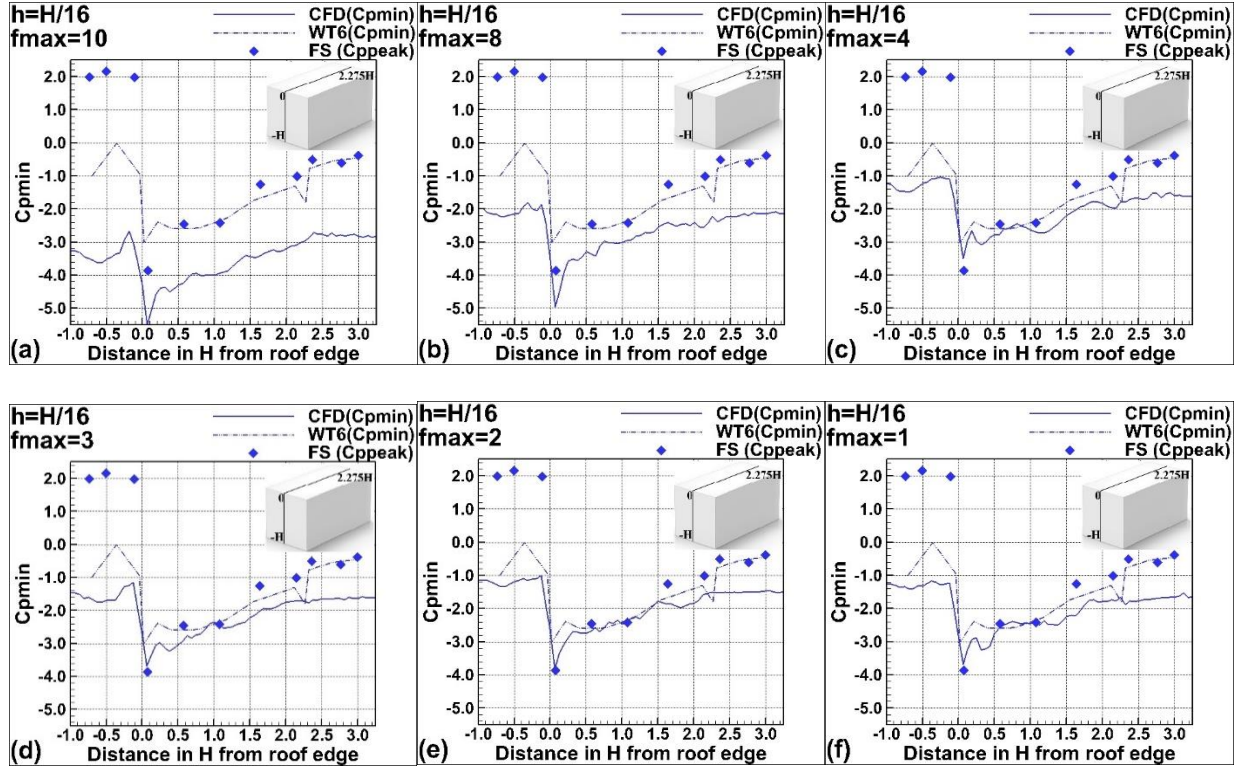 h=H/16
fmax=10
CFD(Cpmin)
WT6(Cpmin)
FS (Cppeak)
2.275H
0
-H
2.0
1.0
0.0
-1.0
-2.0
-3.0
-4.0
-5.0
Cpmin
-1.0 -0.5 0.0 0.5 1.0 1.5 2.0 2.5 3.0
(a) Distance in H from roof edge
h=H/16
fmax=8
CFD(Cpmin)
WT6(Cpmin)
FS (Cppeak)
2.275H
0
-H
2.0
1.0
0.0
-1.0
-2.0
-3.0
-4.0
-5.0
Cpmin
-1.0 -0.5 0.0 0.5 1.0 1.5 2.0 2.5 3.0
(b) Distance in H from roof edge
h=H/16
fmax=4
CFD(Cpmin)
WT6(Cpmin)
FS (Cppeak)
2.275H
0
-H
2.0
1.0
0.0
-1.0
-2.0
-3.0
-4.0
-5.0
Cpmin
-1.0 -0.5 0.0 0.5 1.0 1.5 2.0 2.5 3.0
(c) Distance in H from roof edge
h=H/16
fmax=3
CFD(Cpmin)
WT6(Cpmin)
FS (Cppeak)
2.275H
0
-H
2.0
1.0
0.0
-1.0
-2.0
-3.0
-4.0
-5.0
Cpmin
-1.0 -0.5 0.0 0.5 1.0 1.5 2.0 2.5 3.0
(d) Distance in H from roof edge
h=H/16
fmax=2
CFD(Cpmin)
WT6(Cpmin)
FS (Cppeak)
2.275H
0
-H
2.0
1.0
0.0
-1.0
-2.0
-3.0
-4.0
-5.0
Cpmin
-1.0 -0.5 0.0 0.5 1.0 1.5 2.0 2.5 3.0
(e) Distance in H from roof edge
h=H/16
fmax=1
CFD(Cpmin)
WT6(Cpmin)
FS (Cppeak)
2.275H
0
-H
2.0
1.0
0.0
-1.0
-2.0
-3.0
-4.0
-5.0
Cpmin
-1.0 -0.5 0.0 0.5 1.0 1.5 2.0 2.5 3.0
(f) Distance in H from roof edge